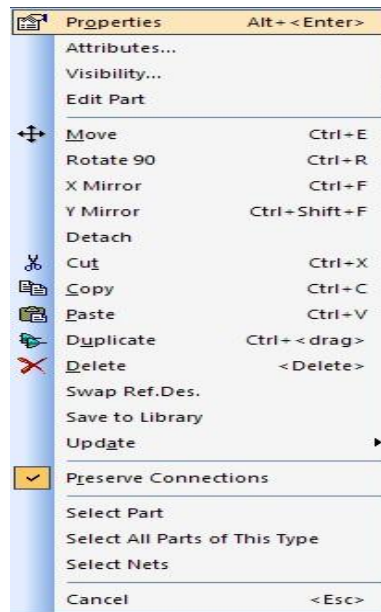 Properties Alt+<Enter>
Attributes...
Visibility...
Edit Part
Move Ctrl+E
Rotate 90 Ctrl+R
X Mirror Ctrl+F
Y Mirror Ctrl+Shift+F
Detach
Cut Ctrl+X
Copy Ctrl+C
Paste Ctrl+V
Duplicate Ctrl+<drag>
Delete <Delete>
Swap Ref.Des.
Save to Library
Update
Preserve Connections
Select Part
Select All Parts of This Type
Select Nets
Cancel <Esc>